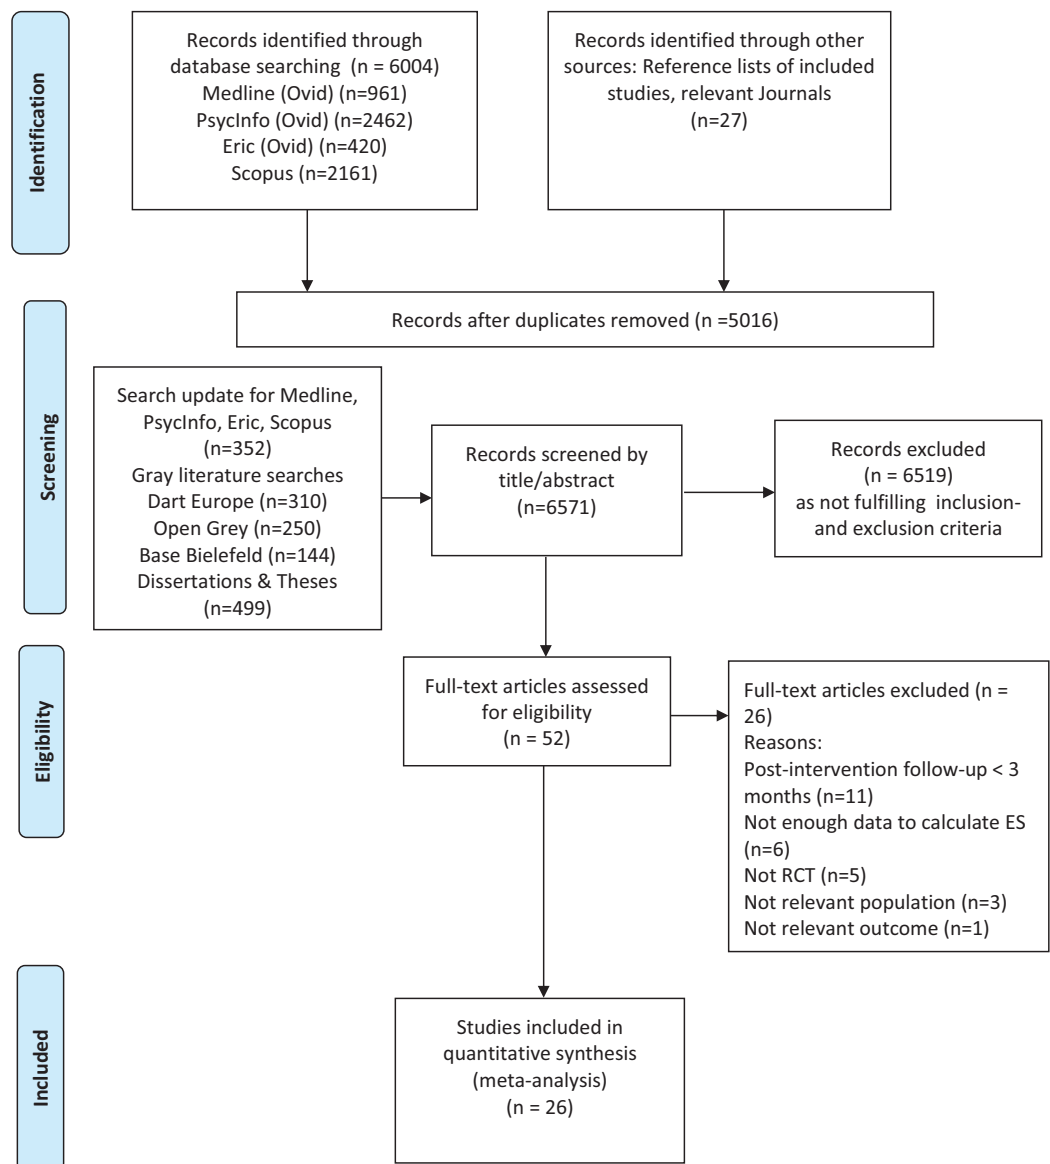 Identification
Records identified through
database searching (n = 6004)
Medline (Ovid) (n=961)
PsycInfo (Ovid) (n=2462)
Eric (Ovid) (n=420)
Scopus (n=2161)
Records identified through other
sources: Reference lists of included
studies, relevant Journals
(n=27)
Records after duplicates removed (n =5016)
Screening
Search update for Medline,
PsycInfo, Eric, Scopus
(n=352)
Gray literature searches
Dart Europe (n=310)
Open Grey (n=250)
Base Bielefeld (n=144)
Dissertations & Theses
(n=499)
Records screened by
title/abstract
(n=6571)
Records excluded
(n = 6519)
as not fulfilling inclusion-
and exclusion criteria
Eligibility
Full-text articles assessed
for eligibility
(n = 52)
Full-text articles excluded (n =
26)
Reasons:
Post-intervention follow-up < 3
months (n=11)
Not enough data to calculate ES
(n=6)
Not RCT (n=5)
Not relevant population (n=3)
Not relevant outcome (n=1)
Included
Studies included in
quantitative synthesis
(meta-analysis)
(n = 26)